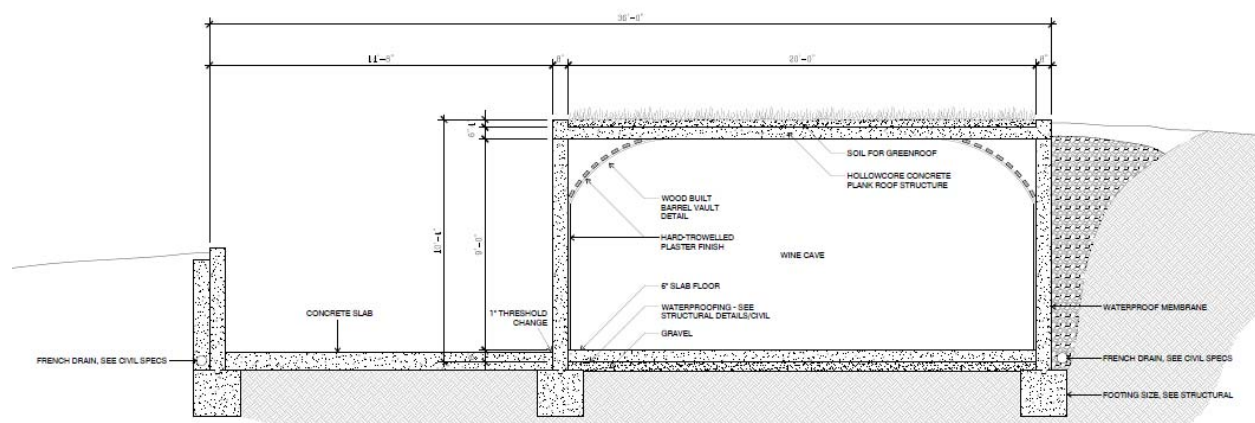 11'-8"
8"
20'-0"
8"
6"
9'-0"
SOIL FOR GREENROOF
HOLLOWCORE CONCRETE
PLANK ROOF STRUCTURE
WOOD BUILT
BARREL VAULT
DETAIL
HARD-TROWELLED
PLASTER FINISH
WINE CAVE
6" SLAB FLOOR
WATERPROOFING - SEE
STRUCTURAL DETAILS/CIVIL
GRAVEL
CONCRETE SLAB
1" THRESHOLD
CHANGE
WATERPROOF MEMBRANE
FRENCH DRAIN, SEE CIVIL SPECS
FRENCH DRAIN, SEE CIVIL SPECS
FOOTING SIZE, SEE STRUCTURAL